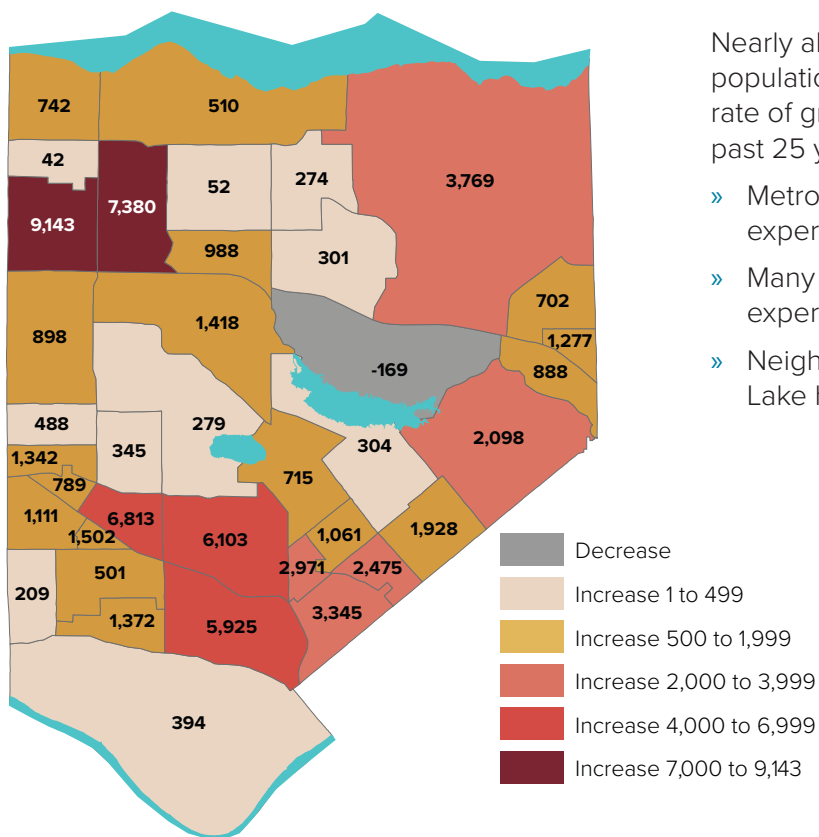 742
510
42
7,380
52
274
3,769
9,143
988
301
702
898
1,418
1,277
-169
888
488
279
345
304
2,098
1,342
789
715
1,111
6,813
1,502
6,103
1,061
1,928
209
501
2,971
2,475
1,372
5,925
3,345
394
Nearly al
populatio
rate of gr
past 25 y
» Metro
exper
» Many
exper
» Neigh
Lake h
Decrease
Increase 1 to 499
Increase 500 to 1,999
Increase 2,000 to 3,999
Increase 4,000 to 6,999
Increase 7,000 to 9,143